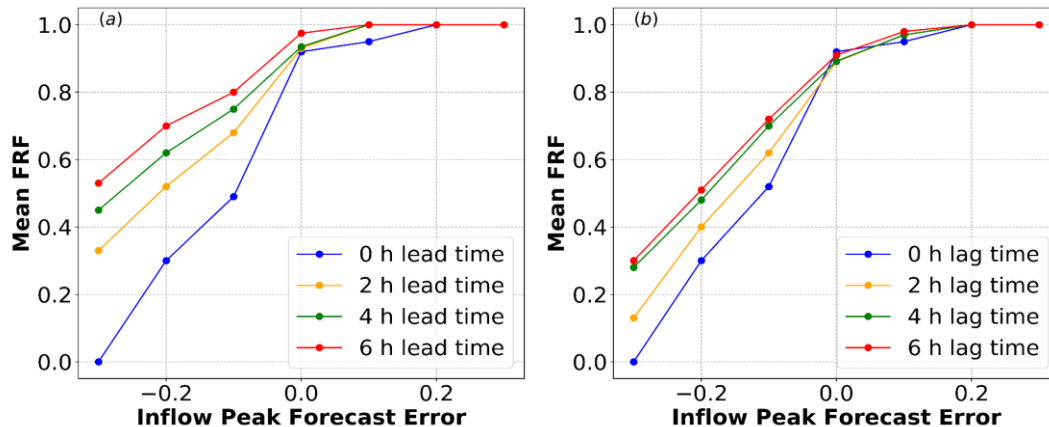 (a)
1.0
0.8
0.6
0.4
0.2
0.0
Mean FRF
0 h lead time
2 h lead time
4 h lead time
6 h lead time
−0.2
0.0
0.2
Inflow Peak Forecast Error
(b)
1.0
0.8
0.6
0.4
0.2
0.0
Mean FRF
0 h lag time
2 h lag time
4 h lag time
6 h lag time
−0.2
0.0
0.2
Inflow Peak Forecast Error